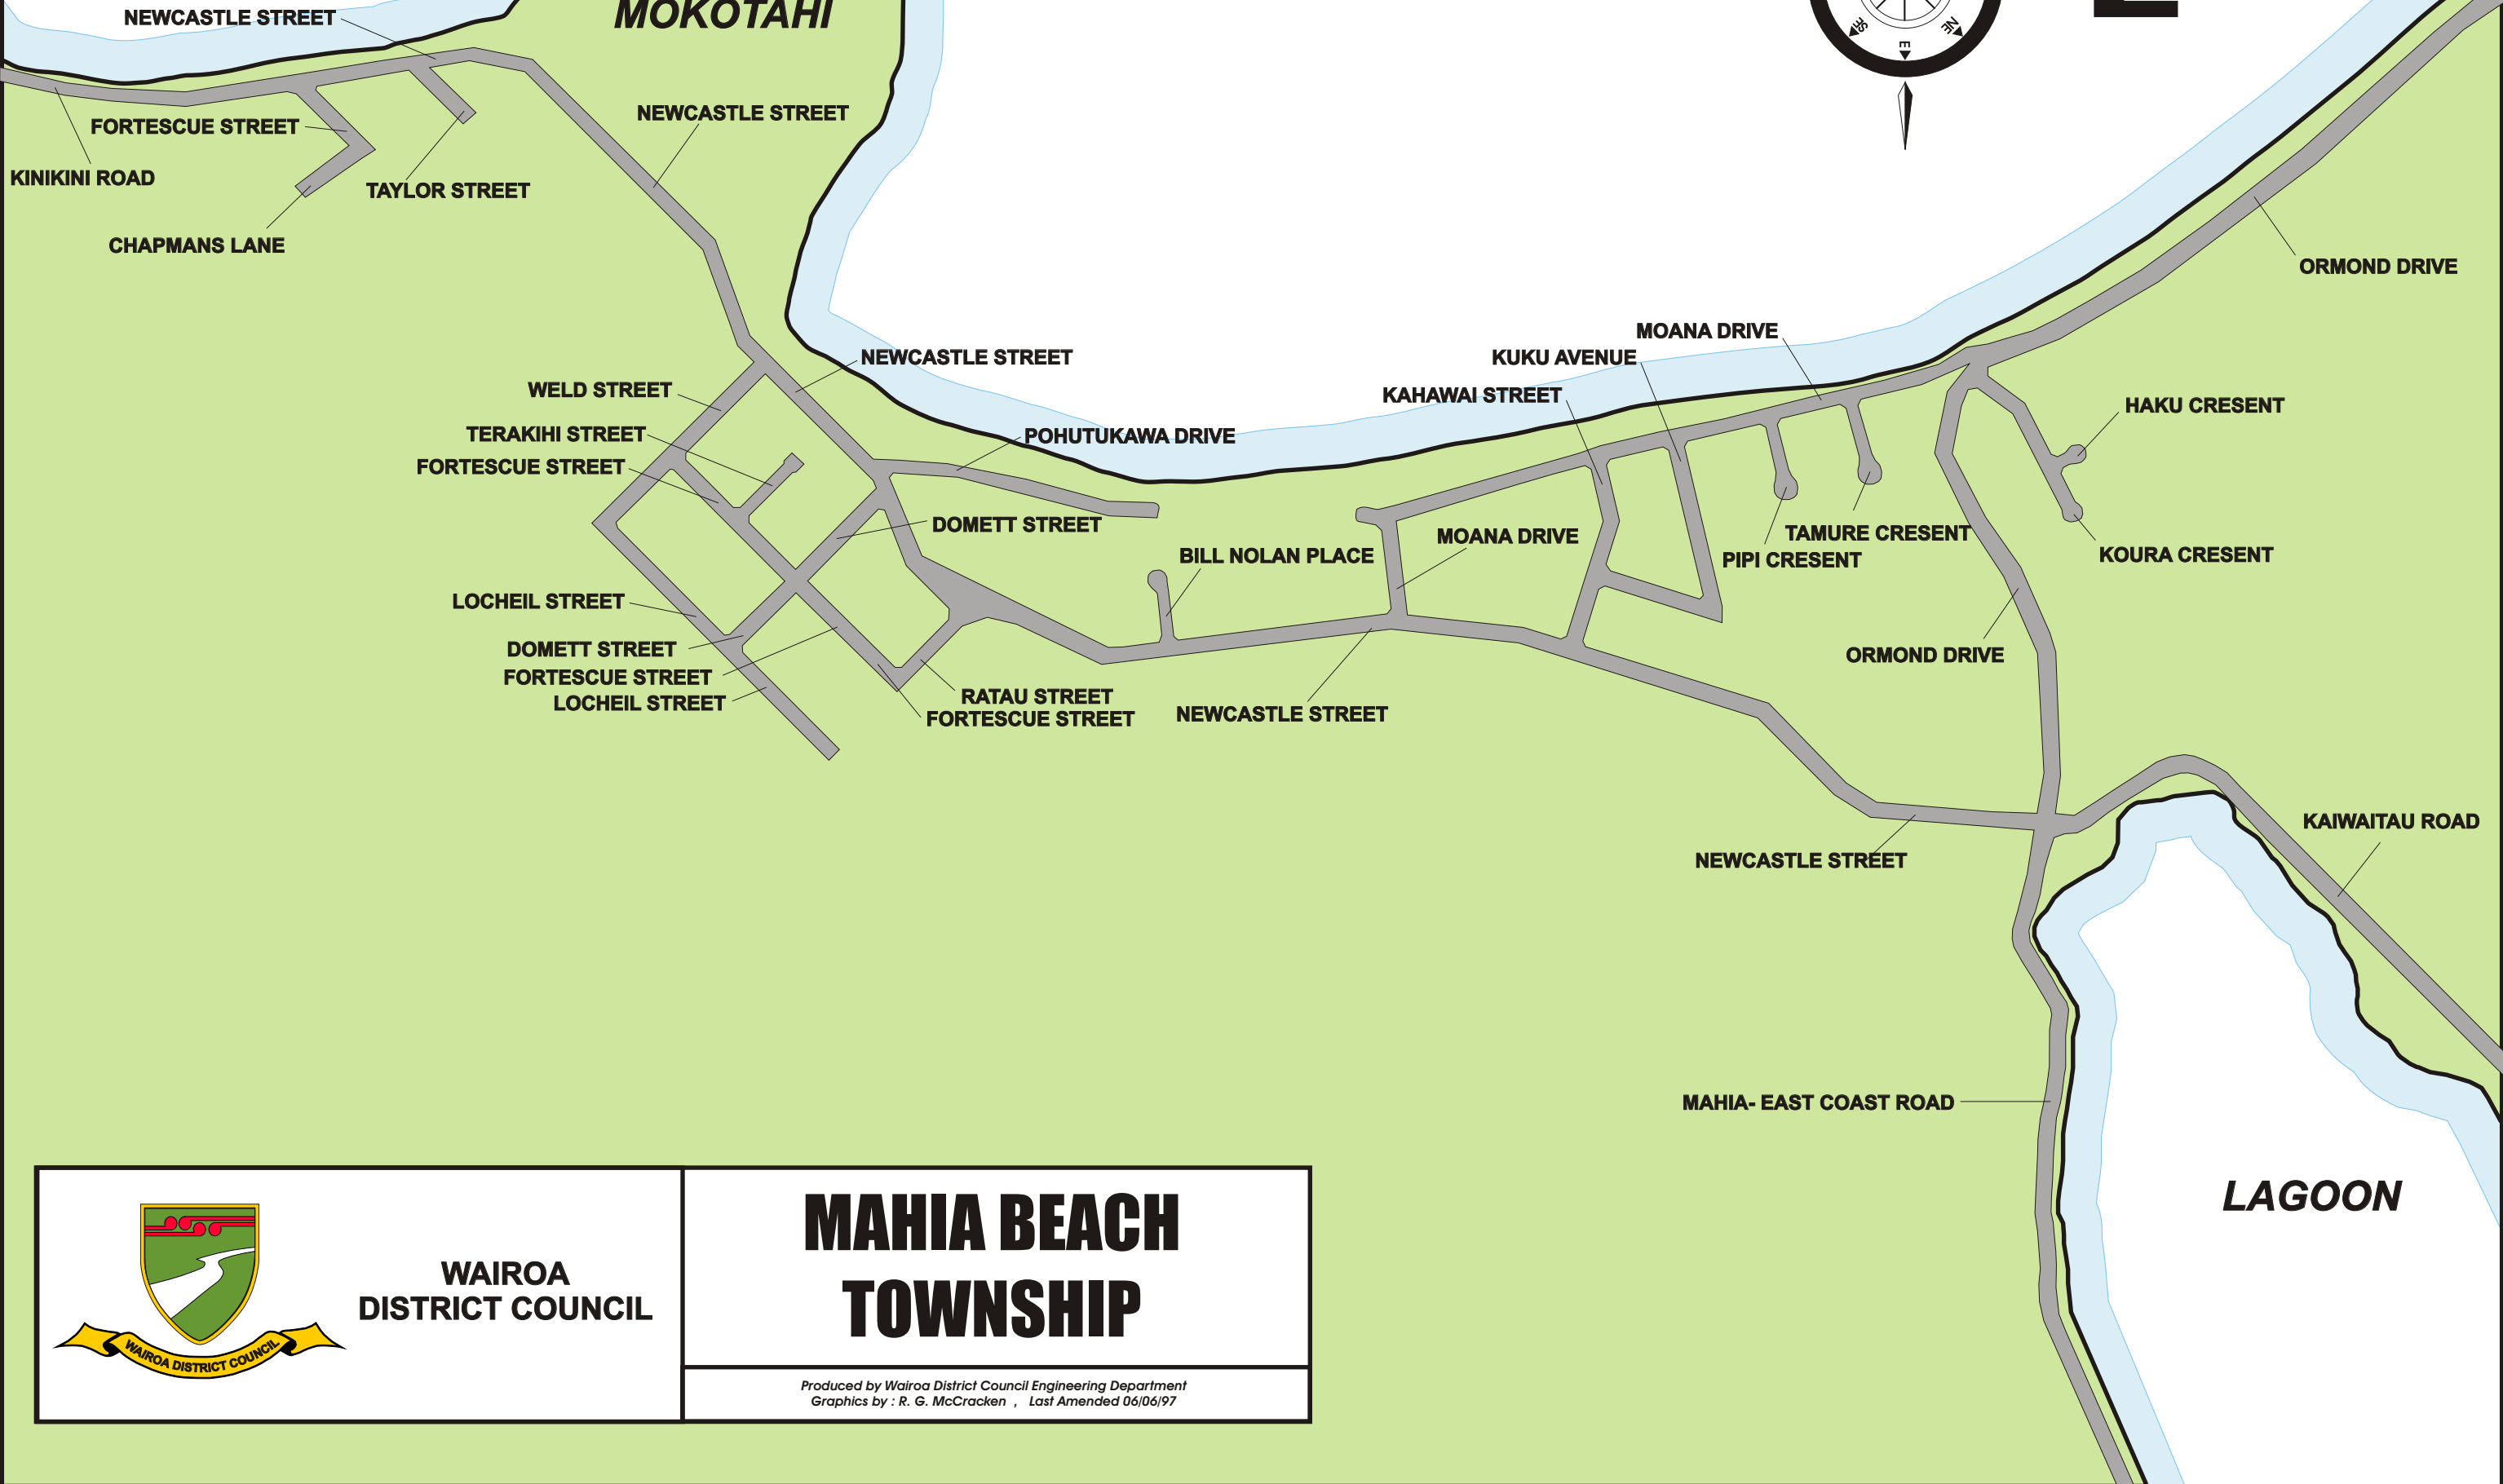 MOKOTAHI
NEWCASTLE STREET
SE
E
NE
NEWCASTLE STREET
FORTESCUE STREET
KINIKINI ROAD
TAYLOR STREET
CHAPMANS LANE
ORMOND DRIVE
MOANA DRIVE
NEWCASTLE STREET
KUKU AVENUE
WELD STREET
KAHAWAI STREET
HAKU CRESENT
TERAKIHI STREET
POHUTUKAWA DRIVE
FORTESCUE STREET
DOMETT STREET
MOANA DRIVE
TAMURE CRESENT
BILL NOLAN PLACE
PIPI CRESENT
KOURA CRESENT
LOCHEIL STREET
DOMETT STREET
ORMOND DRIVE
FORTESCUE STREET
LOCHEIL STREET
RATAU STREET
FORTESCUE STREET
NEWCASTLE STREET
KAIWAITAU ROAD
NEWCASTLE STREET
MAHIA- EAST COAST ROAD
LAGOON
WAIROA
DISTRICT COUNCIL
WAIROA DISTRICT COUNCIL
MAHIA BEACH
TOWNSHIP
Produced by Wairoa District Council Engineering Department
Graphics by : R. G. McCracken , Last Amended 06/06/97